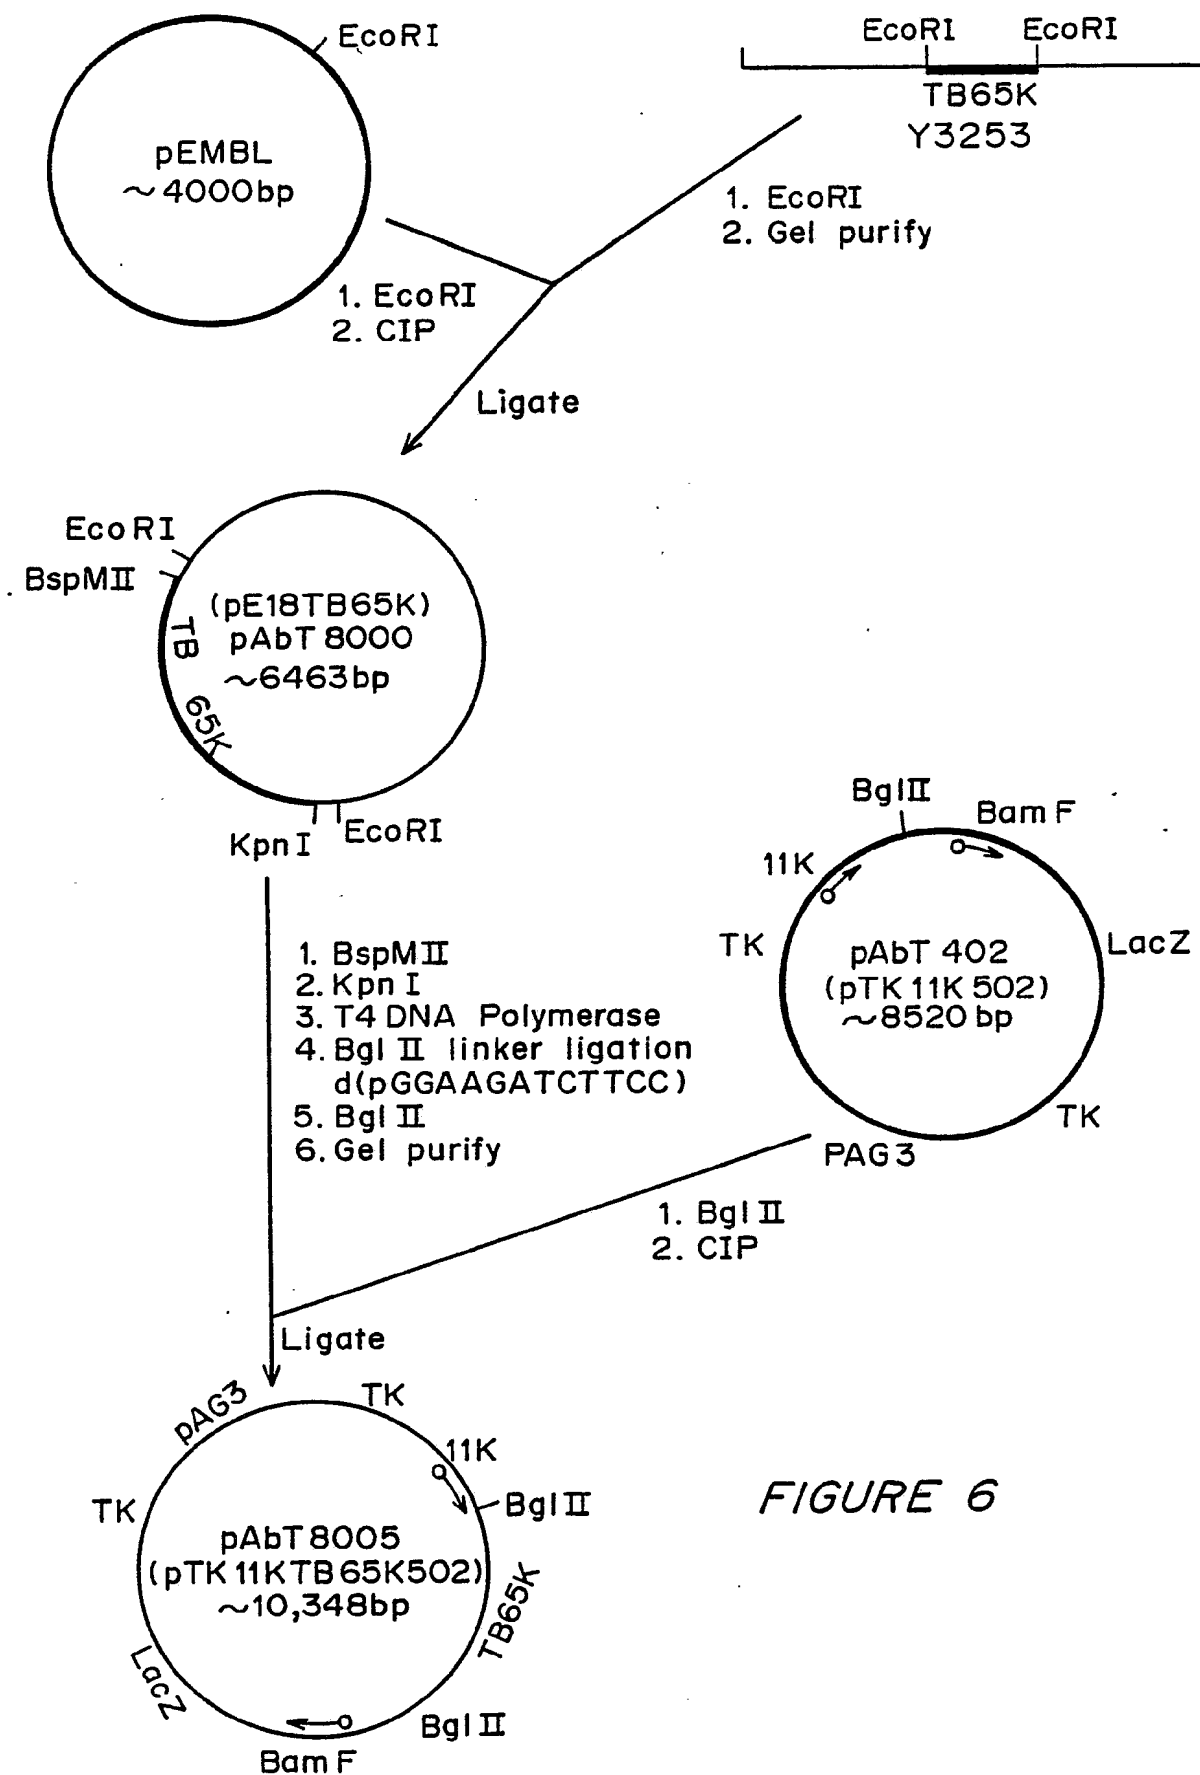 EcoRI
pEMBL
~4000bp
EcoRI EcoRI
TB65K
Y3253
1. EcoRI
2. Gel purify
1. EcoRI
2. CIP
Ligate
EcoRI
BspMII
(pE18TB65K)
pAbT 8000
~6463bp
TB 65K
KpnI
EcoRI
1. BspMII
2. KpnI
3. T4 DNA Polymerase
4. Bgl II linker ligation
d(pGGAAGATCTTCC)
5. Bgl II
6. Gel purify
BglII
Bam F
11K
TK
LacZ
pAbT 402
(pTK 11K 502)
~8520 bp
TK
PAG3
1. Bgl II
2. CIP
Ligate
pAG3
TK
11K
BglII
TK
pAbT8005
(pTK 11KTB65K502)
~10,348bp
TB65K
LacZ
BglII
Bam F
FIGURE 6